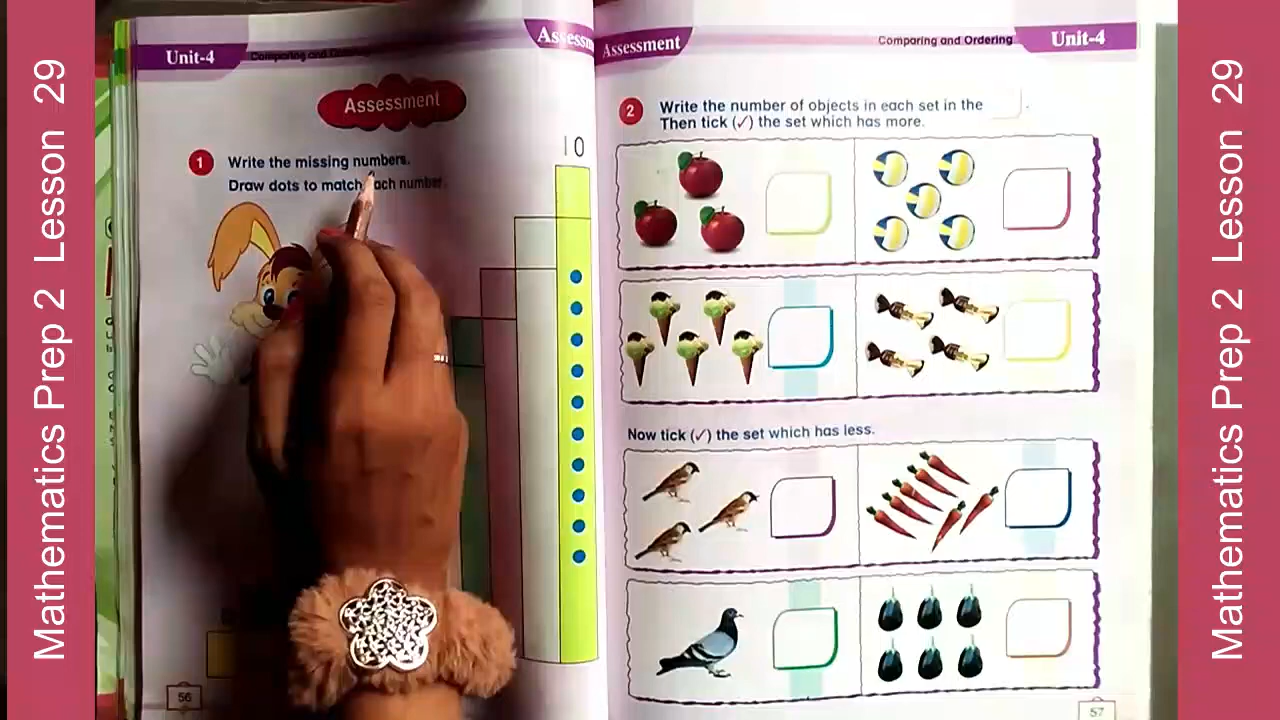 Mathematics Prep 2 Lesson 29
Unit-4
Comparing and Ordering
Assessment
1
Write the missing numbers.
Draw dots to match each number.
10
56
Assessment
Comparing and Ordering
Unit-4
2
Write the number of objects in each set in the .
Then tick (✓) the set which has more.
Now tick (✓) the set which has less.
57
Mathematics Prep 2 Lesson 29